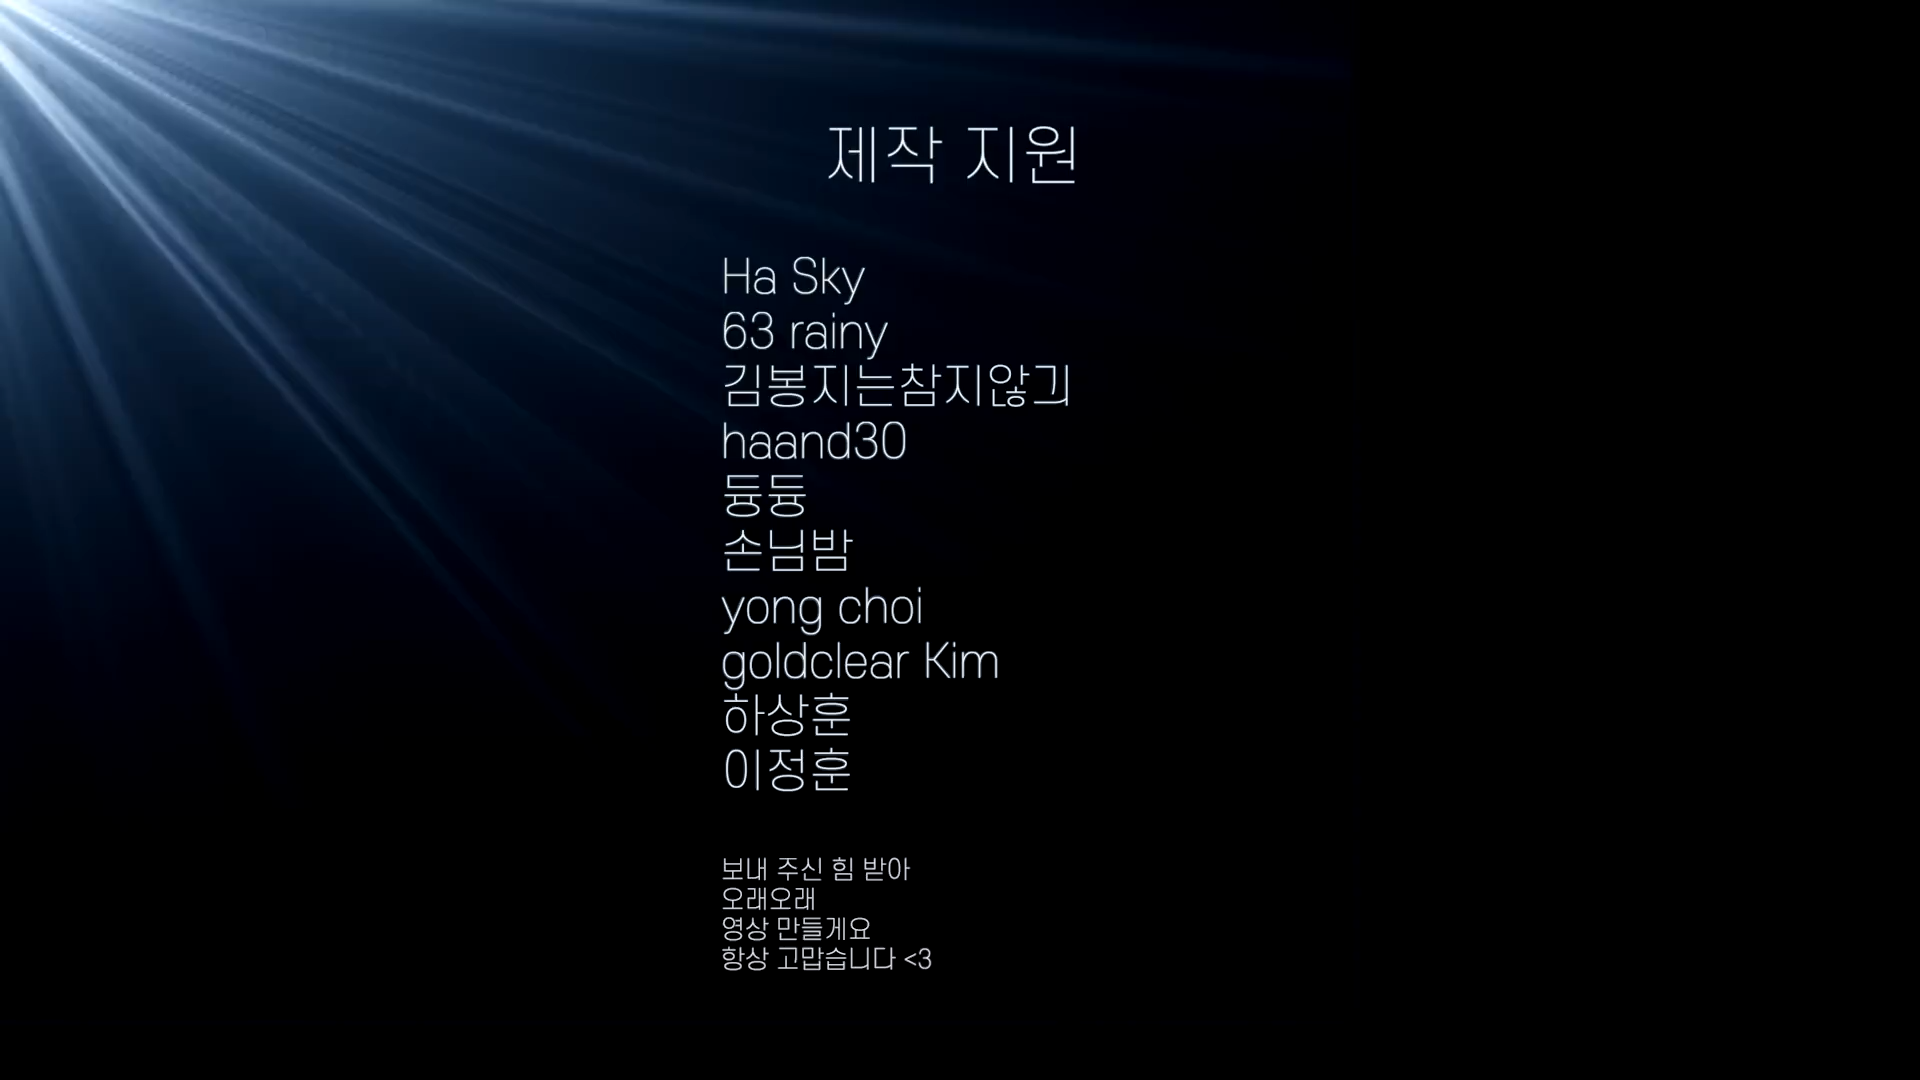 제작 지원
Ha Sky
63 rainy
김봉지는참지않긔
haand30
듕듕
손님밤
yong choi
goldclear Kim
하상훈
이정훈
보내 주신 힘 받아
오래오래
영상 만들게요
항상 고맙습니다 <3